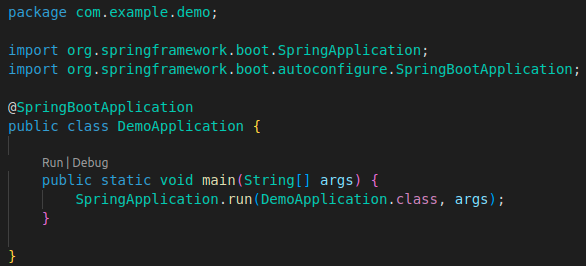 package com.example.demo;
import org.springframework.boot.SpringApplication;
import org.springframework.boot.autoconfigure.SpringBootApplication;
@SpringBootApplication
public class DemoApplication {
Run | Debug
public static void main(String[] args) {
SpringApplication.run(DemoApplication.class, args);
}
}